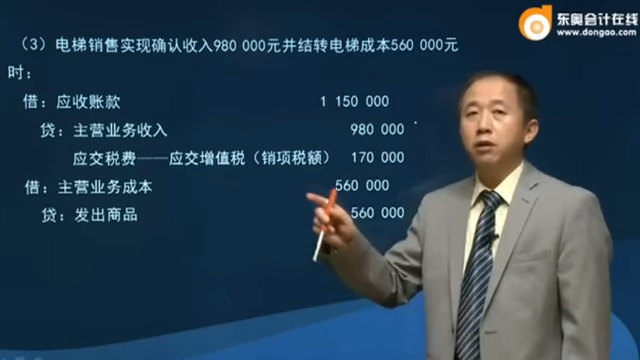 东奥会计在线
www.dongao.com
（3）电梯销售实现确认收入980 000元并结转电梯成本560 000元
时：
借：应收账款 1 150 000
贷：主营业务收入 980 000
应交税费——应交增值税（销项税额） 170 000
借：主营业务成本 560 000
贷：发出商品 560 000